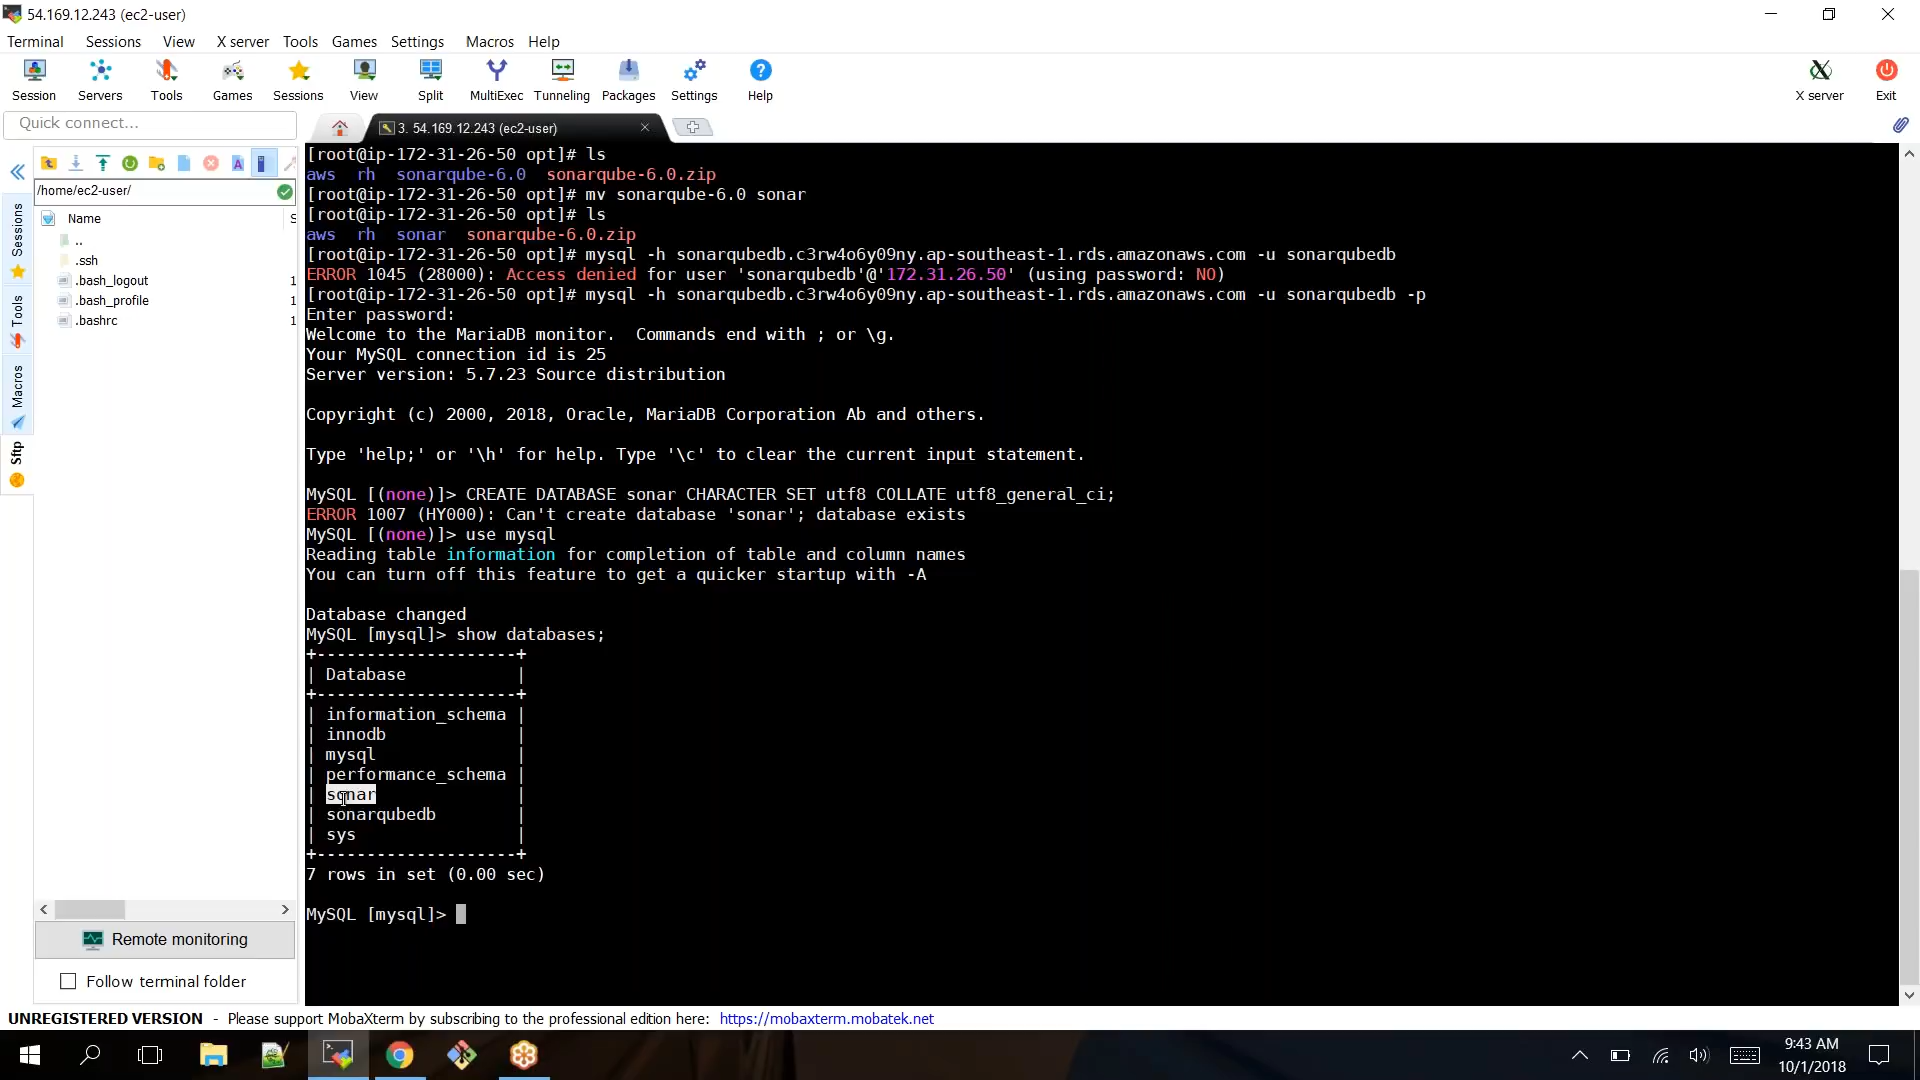 54.169.12.243 (ec2-user)
Terminal Sessions View X server Tools Games Settings Macros Help
Session Servers Tools Games Sessions View Split MultiExec Tunneling Packages Settings Help X server Exit
Quick connect...
3. 54.169.12.243 (ec2-user)
/home/ec2-user/
Name S
..
.ssh
.bash_logout 1
.bash_profile 1
.bashrc 1
Sessions
Tools
Macros
Sftp
[root@ip-172-31-26-50 opt]# ls
aws rh sonarqube-6.0 sonarqube-6.0.zip
[root@ip-172-31-26-50 opt]# mv sonarqube-6.0 sonar
[root@ip-172-31-26-50 opt]# ls
aws rh sonar sonarqube-6.0.zip
[root@ip-172-31-26-50 opt]# mysql -h sonarqubedb.c3rw4o6y09ny.ap-southeast-1.rds.amazonaws.com -u sonarqubedb
ERROR 1045 (28000): Access denied for user 'sonarqubedb'@'172.31.26.50' (using password: NO)
[root@ip-172-31-26-50 opt]# mysql -h sonarqubedb.c3rw4o6y09ny.ap-southeast-1.rds.amazonaws.com -u sonarqubedb -p
Enter password:
Welcome to the MariaDB monitor.  Commands end with ; or \g.
Your MySQL connection id is 25
Server version: 5.7.23 Source distribution
Copyright (c) 2000, 2018, Oracle, MariaDB Corporation Ab and others.
Type 'help;' or '\h' for help. Type '\c' to clear the current input statement.
MySQL [(none)]> CREATE DATABASE sonar CHARACTER SET utf8 COLLATE utf8_general_ci;
ERROR 1007 (HY000): Can't create database 'sonar'; database exists
MySQL [(none)]> use mysql
Reading table information for completion of table and column names
You can turn off this feature to get a quicker startup with -A
Database changed
MySQL [mysql]> show databases;
+--------------------+
| Database           |
+--------------------+
| information_schema |
| innodb             |
| mysql              |
| performance_schema |
| sonar              |
| sonarqubedb        |
| sys                |
+--------------------+
7 rows in set (0.00 sec)
MySQL [mysql]>
Remote monitoring
Follow terminal folder
UNREGISTERED VERSION - Please support MobaXterm by subscribing to the professional edition here: https://mobaxterm.mobatek.net
9:43 AM
10/1/2018